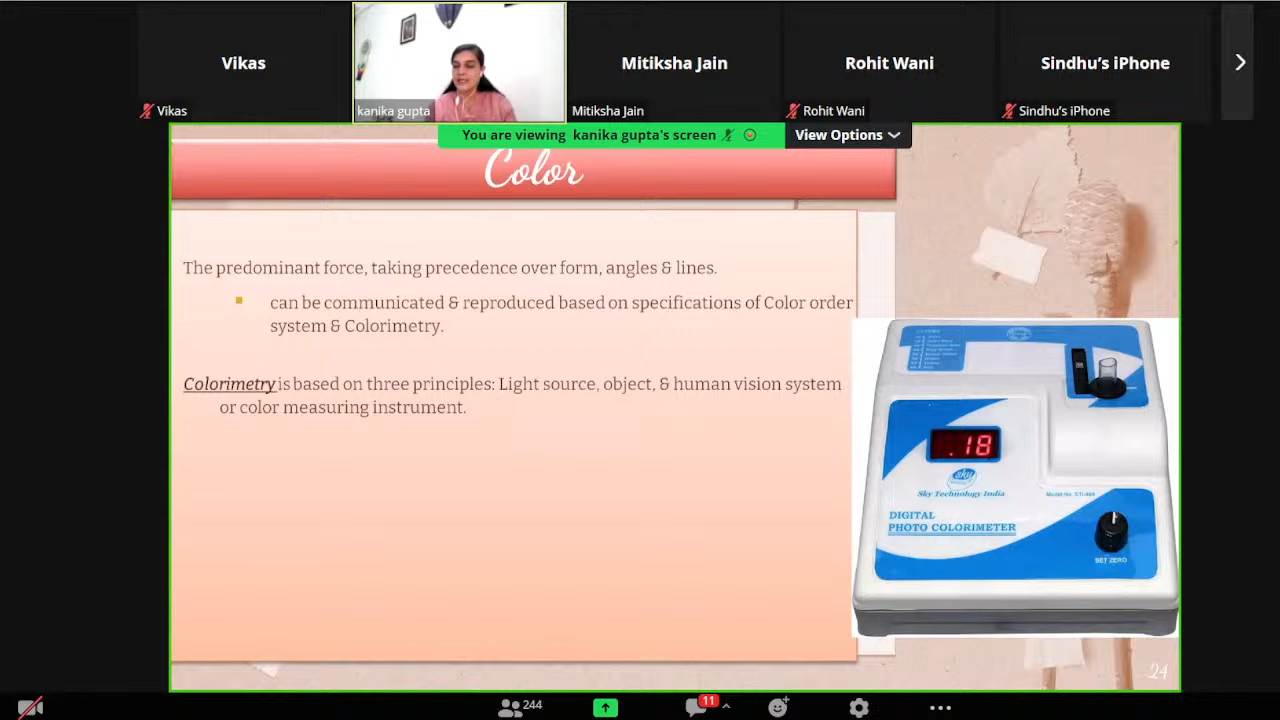 Vikas
Mitiksha Jain
Rohit Wani
Sindhu's iPhone
Vikas
kanika gupta
Mitiksha Jain
Rohit Wani
Sindhu's iPhone
You are viewing kanika gupta's screen
View Options
Color
The predominant force, taking precedence over form, angles & lines.
can be communicated & reproduced based on specifications of Color order
system & Colorimetry.
Colorimetry is based on three principles: Light source, object, & human vision system
or color measuring instrument.
.18
sky
Sky Technology India
DIGITAL
PHOTO COLORIMETER
SET ZERO
24
244
11